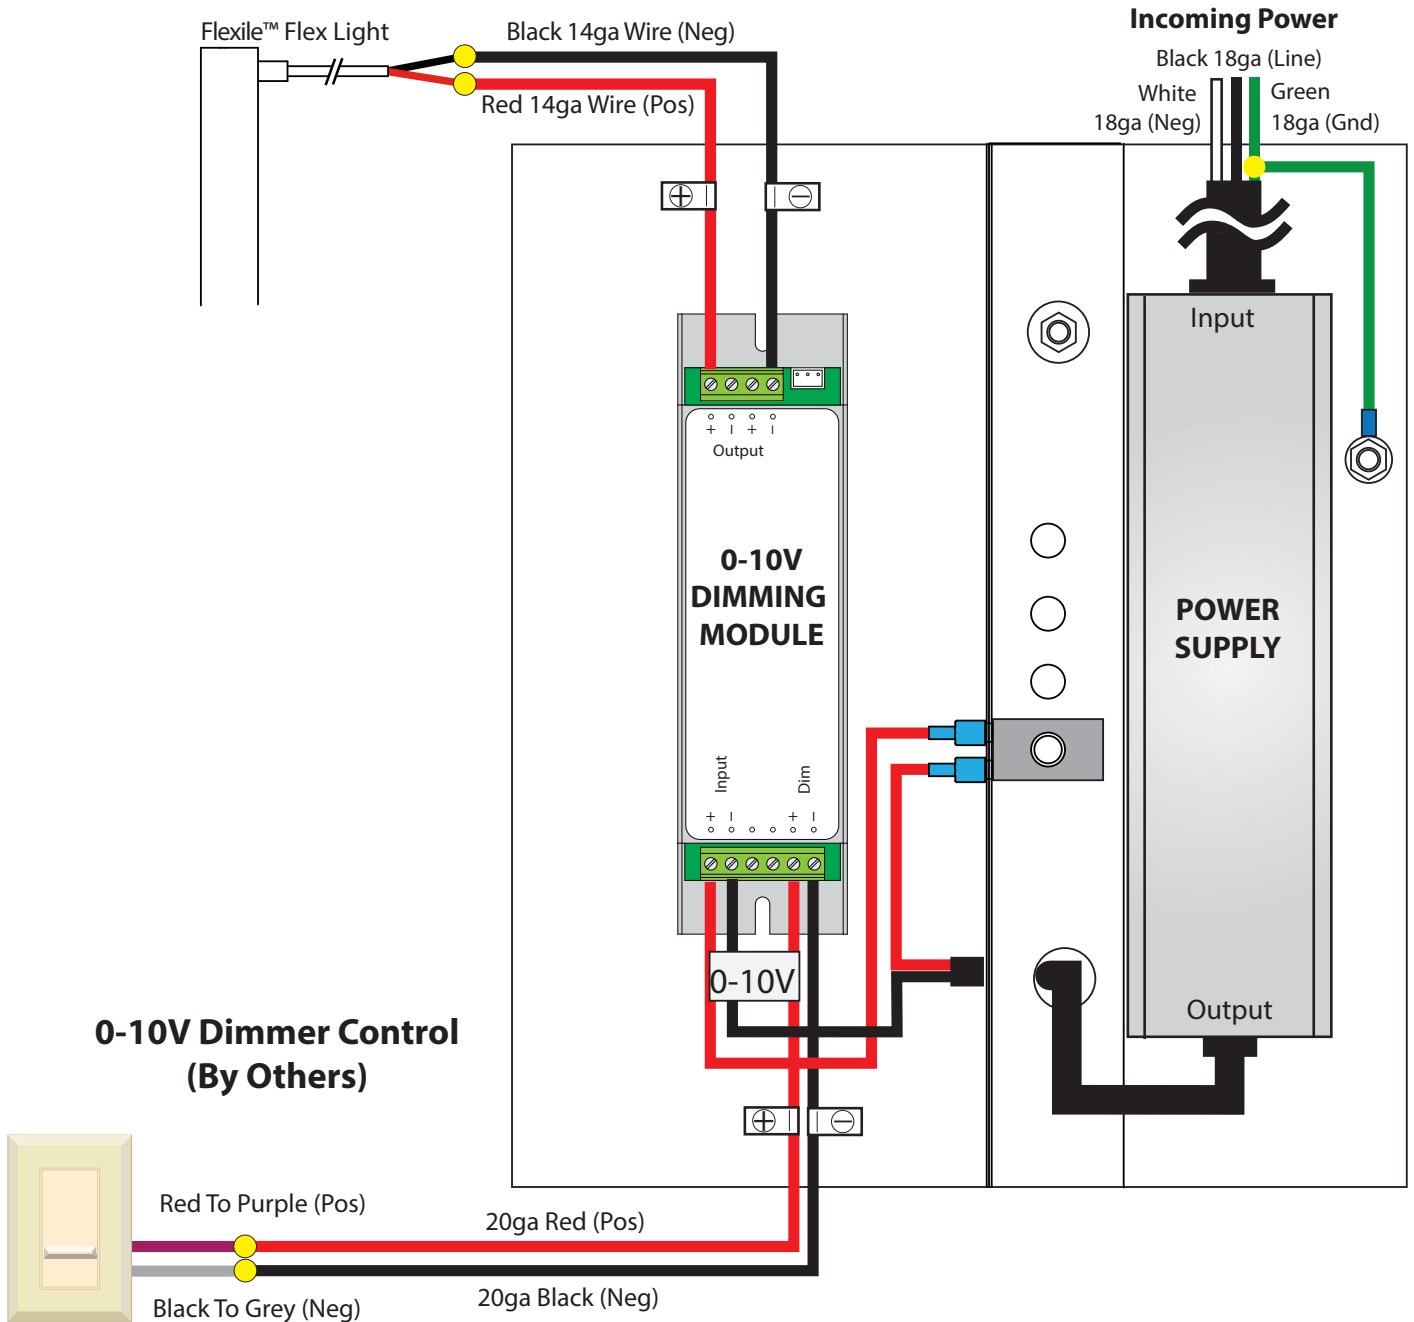 Incoming Power
Flexile™ Flex Light
Black 14ga Wire (Neg)
Black 18ga (Line)
White
18ga (Neg)
Green
18ga (Gnd)
Red 14ga Wire (Pos)
+
−
Input
+ − + −
Output
0-10V
DIMMING
MODULE
POWER
SUPPLY
Input
Dim
+ − + −
0-10V
Output
0-10V Dimmer Control
(By Others)
+
−
Red To Purple (Pos)
20ga Red (Pos)
20ga Black (Neg)
Black To Grey (Neg)